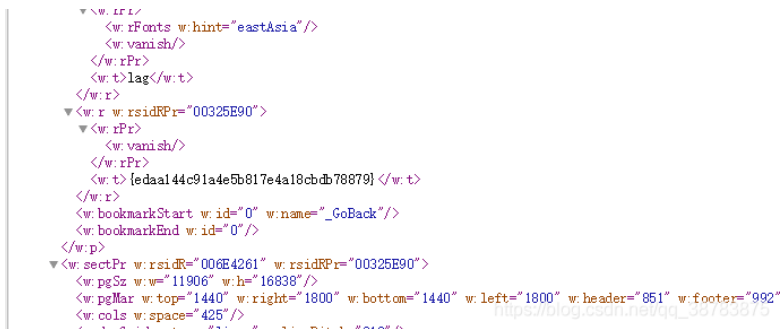 ▼<w:rPr>
<w:rFonts w:hint="eastAsia"/>
<w:vanish/>
</w:rPr>
<w:t>lag</w:t>
</w:r>
▼<w:r w:rsidRPr="00325E90">
▼<w:rPr>
<w:vanish/>
</w:rPr>
<w:t>{edaa144c91a4e5b817e4a18cbdb78879}</w:t>
</w:r>
<w:bookmarkStart w:id="0" w:name="_GoBack"/>
<w:bookmarkEnd w:id="0"/>
</w:p>
▼<w:sectPr w:rsidR="006E4261" w:rsidRPr="00325E90">
<w:pgSz w:w="11906" w:h="16838"/>
<w:pgMar w:top="1440" w:right="1800" w:bottom="1440" w:left="1800" w:header="851" w:footer="992"
<w:cols w:space="425"/>
https://blog.csdn.net/qq_38783875